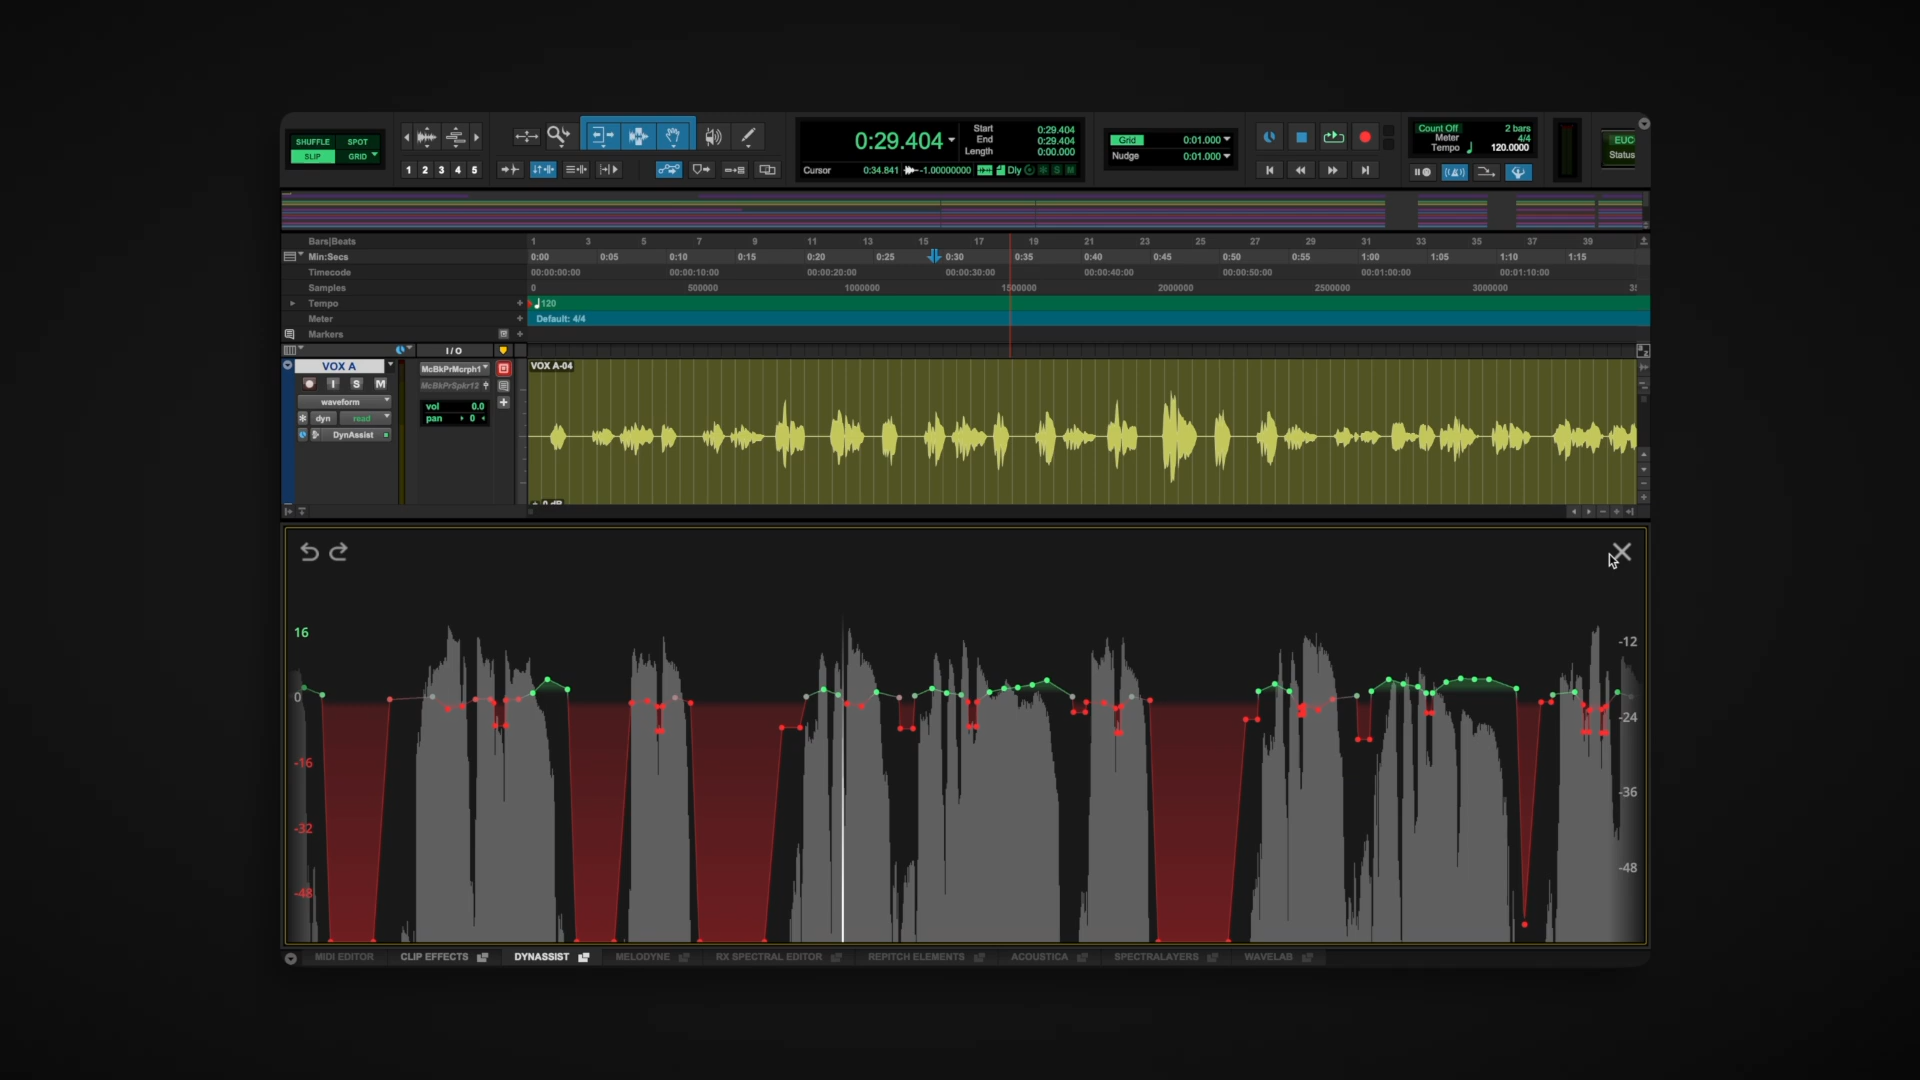 SHUFFLE SPOT
SLIP GRID
1 2 3 4 5
0:29.404
Start 0:29.404
End 0:29.404
Length 0:00.000
Cursor 0:34.841 -1.00000000 Dly S M
Grid 0:01.000
Nudge 0:01.000
Count Off 2 bars
Meter 4/4
Tempo 120.0000
EUC
Status
Bars|Beats 1 3 5 7 9 11 13 15 17 19 21 23 25 27 29 31 33 35 37 39
Min:Secs 0:00 0:05 0:10 0:15 0:20 0:25 0:30 0:35 0:40 0:45 0:50 0:55 1:00 1:05 1:10 1:15
Timecode 00:00:00:00 00:00:10:00 00:00:20:00 00:00:30:00 00:00:40:00 00:00:50:00 00:01:00:00 00:01:10:00
Samples 0 500000 1000000 1500000 2000000 2500000 3000000
Tempo 120
Meter Default: 4/4
Markers
I/O
VOX A
I S M
waveform
dyn read
DynAssist
McBkPrMcrph1
McBkPrSpkr12
vol 0.0
pan 0
VOX A-04
16
0
-16
-32
-48
-12
-24
-36
-48
MIDI EDITOR CLIP EFFECTS DYNASSIST MELODYNE RX SPECTRAL EDITOR REPITCH ELEMENTS ACOUSTICA SPECTRALAYERS WAVELAB